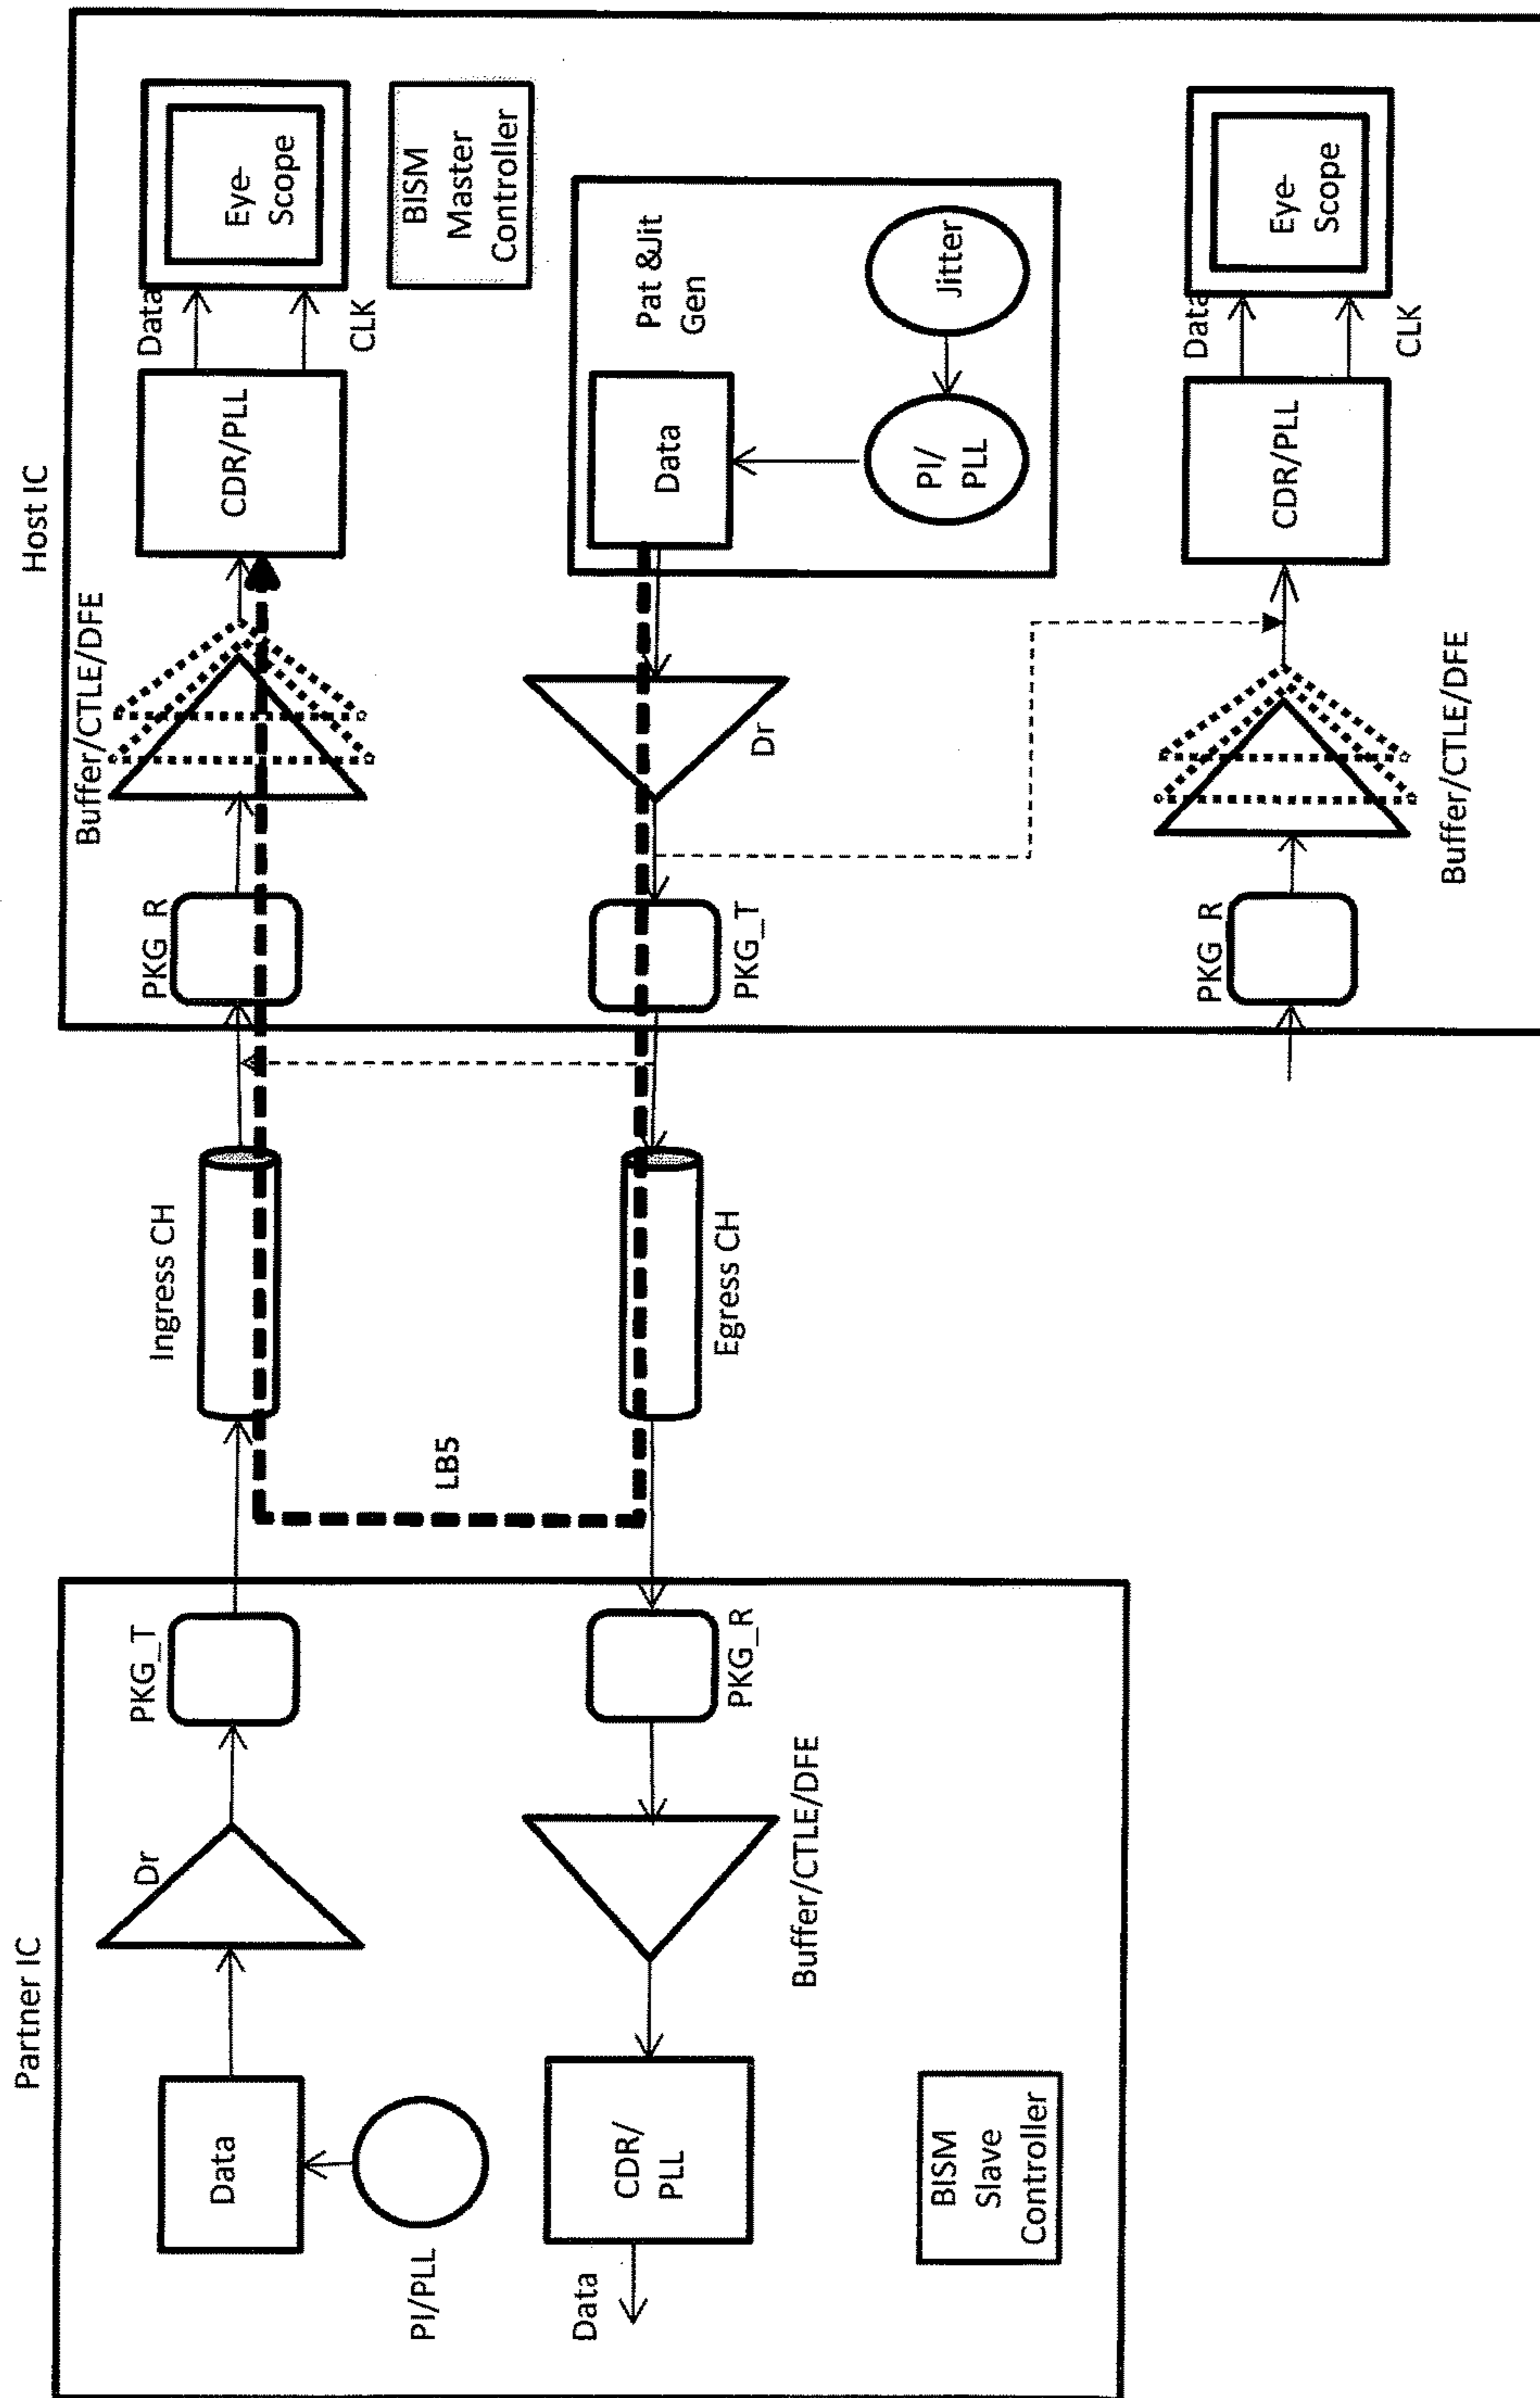 Partner IC
Data
PI/PLL
Dr
PKG_T
Data
CDR/
PLL
Buffer/CTLE/DFE
PKG_R
BISM
Slave
Controller
Ingress CH
LB5
Egress CH
Host IC
PKG_R
Buffer/CTLE/DFE
CDR/PLL
Data
CLK
Eye-
Scope
BISM
Master
Controller
PKG_T
Dr
Data
Pat &Jit
Gen
PI/
PLL
Jitter
PKG_R
Buffer/CTLE/DFE
CDR/PLL
Data
CLK
Eye-
Scope